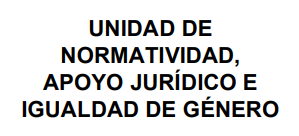 UNIDAD DE
NORMATIVIDAD,
APOYO JURÍDICO E
IGUALDAD DE GÉNERO